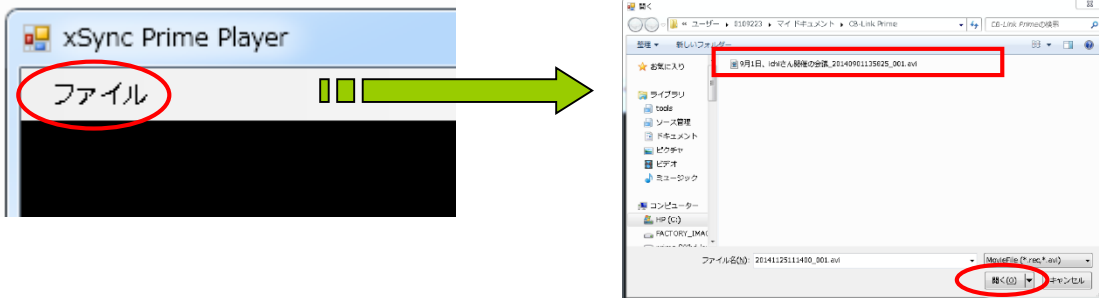 xSync Prime Player
ファイル
開く
« ユーザー ▸ 0109223 ▸ マイ ドキュメント ▸ CB-Link Prime
CB-Link Primeの検索
整理 ▾ 新しいフォルダー
お気に入り
9月1日、ichiiさん開催の会議_20140901135825_001.avi
ライブラリ
tools
ソース管理
ドキュメント
ピクチャ
ビデオ
ミュージック
コンピューター
HP (C:)
FACTORY_IMA
ファイル名(N): 20141125111400_001.avi
MovieFile (*.rec,*.avi)
開く(O)
キャンセル